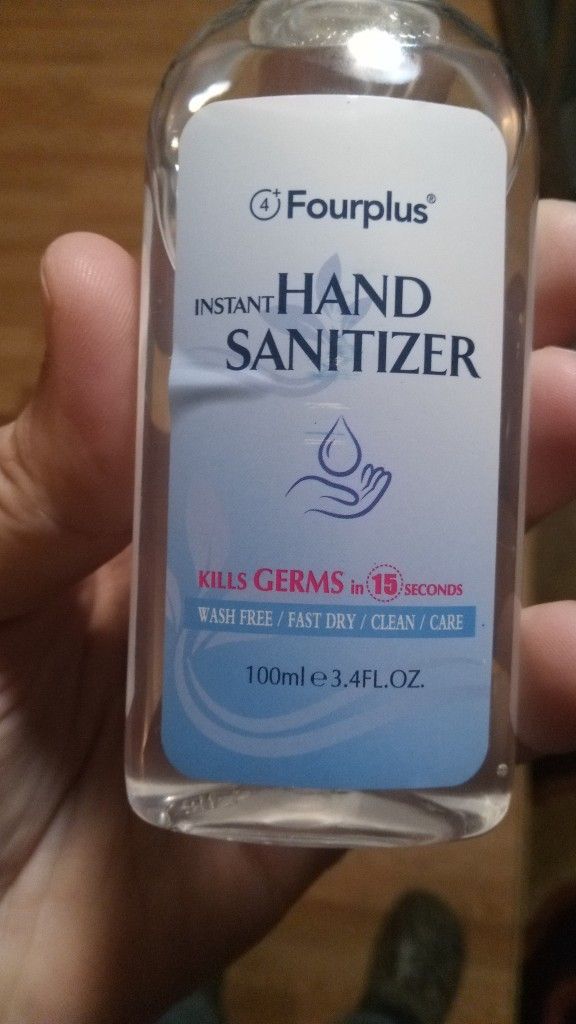 4+ Fourplus®
INSTANT HAND
SANITIZER
KILLS GERMS in 15 SECONDS
WASH FREE / FAST DRY / CLEAN / CARE
100ml ℮ 3.4FL.OZ.